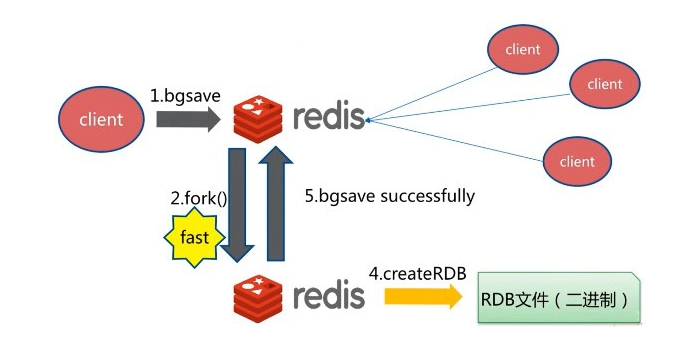 client
1.bgsave
redis
client
client
client
2.fork()
fast
5.bgsave successfully
redis
4.createRDB
RDB文件（二进制）